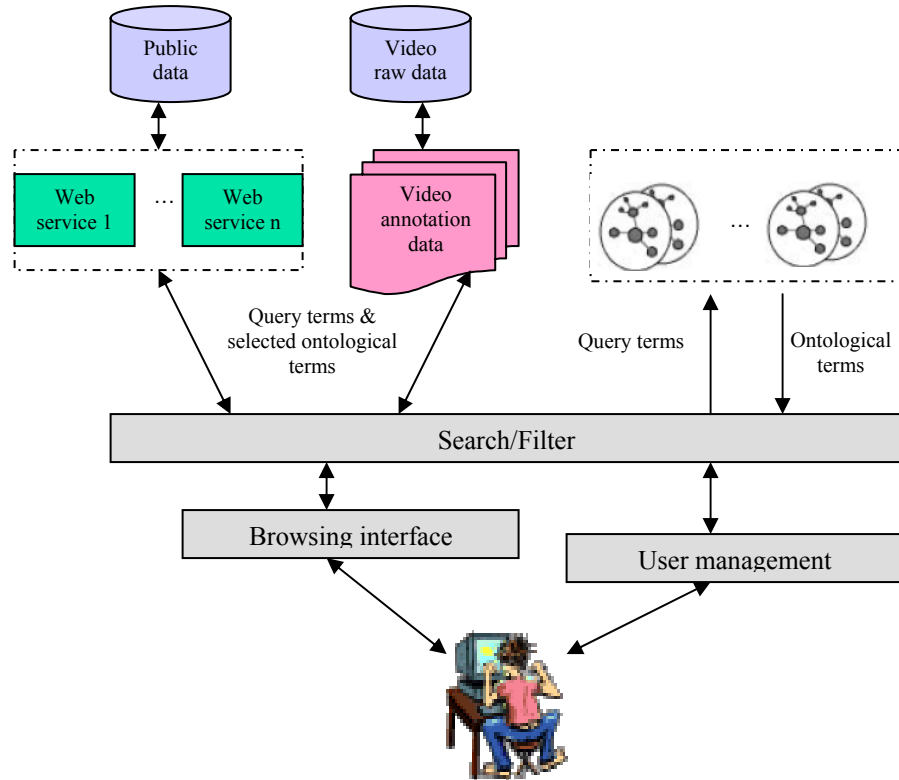 Public
data
Video
raw data
Web
service 1
…
Web
service n
Video
annotation
data
…
Query terms &
selected ontological
terms
Query terms
Ontological
terms
Search/Filter
Browsing interface
User management